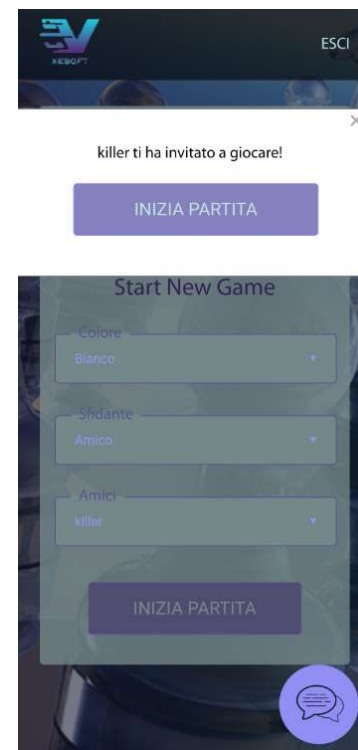 XESOFT
ESCI
×
killer ti ha invitato a giocare!
INIZIA PARTITA
Start New Game
Colore
Bianco
Sfidante
Amico
Amici
killer
INIZIA PARTITA